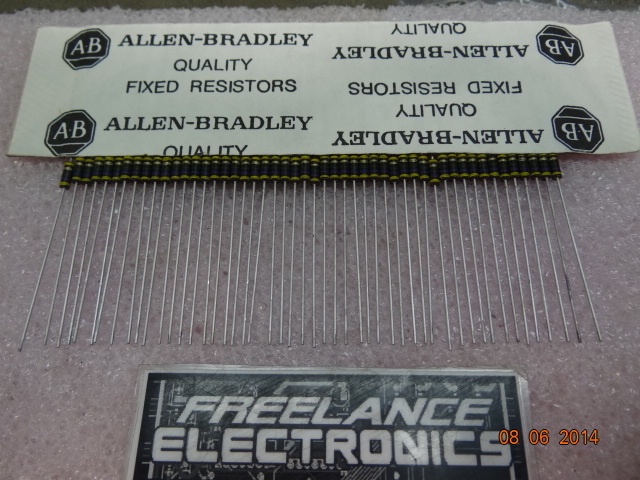 AB ALLEN-BRADLEY
QUALITY
FIXED RESISTORS
AB ALLEN-BRADLEY
QUALITY
QUALITY
ALLEN-BRADLEY AB
FIXED RESISTORS
QUALITY
ALLEN-BRADLEY AB
FREELANCE
ELECTRONICS
08 06 2014